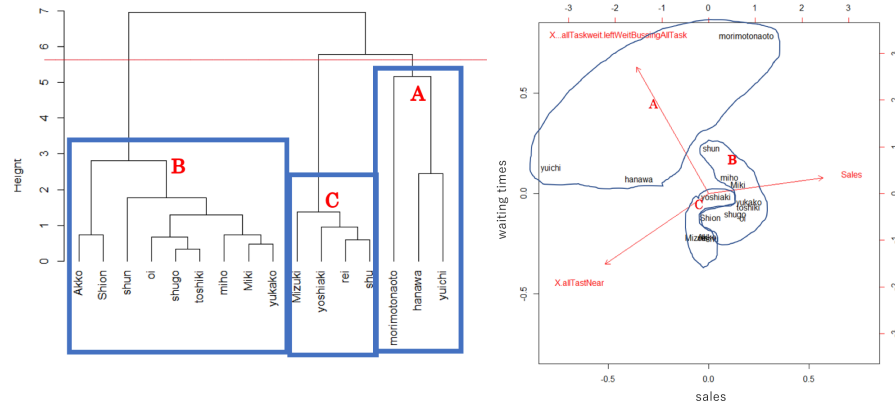 Height
7
6
5
4
3
2
1
0
A
B
C
Akko
Shion
shun
oi
shugo
toshiki
miho
Miki
yukako
Mizuki
yoshiaki
rei
shu
morimotonaoto
hanawa
yuichi
-3 -2 -1 0 1 2 3
X...allTaskweit.leftWeitBussingAllTask
morimotonaoto
A
shun
B
yuichi
hanawa
miho
Miki
Sales
yoshiaki
C
yukako
toshiki
shugo
Shion
oi
Mizuki
X.allTastNear
waiting times
0.5
0.0
-0.5
-0.5 0.0 0.5
sales